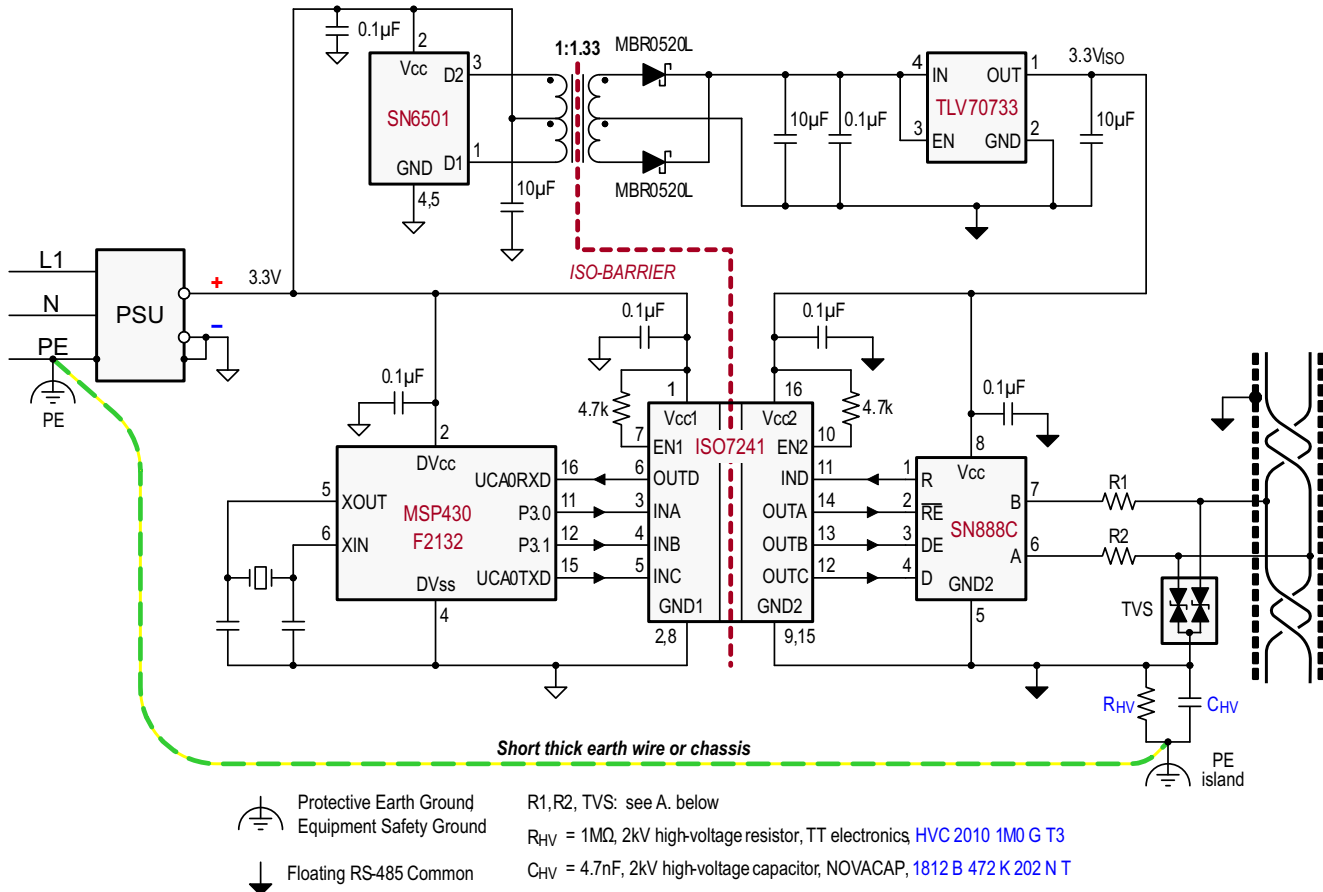 0.1µF
2
Vcc
D2
3
SN6501
D1
1
GND
4,5
1:1.33
MBR0520L
MBR0520L
10µF
10µF
0.1µF
4
IN
OUT
1
TLV70733
3
EN
GND
2
3.3VISO
10µF
ISO-BARRIER
L1
N
PE
PSU
+
–
3.3V
PE
0.1µF
0.1µF
0.1µF
0.1µF
4.7k
4.7k
1
16
Vcc1
Vcc2
7
EN1
EN2
10
ISO7241
6
OUTD
IND
11
3
INA
OUTA
14
4
INB
OUTB
13
5
INC
OUTC
12
GND1
GND2
2,8
9,15
2
DVcc
5
XOUT
UCA0RXD
16
MSP430
F2132
P3.0
11
6
XIN
P3.1
12
UCA0TXD
15
DVss
4
8
Vcc
1
R
B
7
2
RE
SN888C
3
DE
A
6
4
D
GND2
5
R1
R2
TVS
RHV
CHV
Short thick earth wire or chassis
PE
island
Protective Earth Ground
Equipment Safety Ground
Floating RS-485 Common
R1,R2, TVS: see A. below
RHV = 1MΩ, 2kV high-voltage resistor, TT electronics, HVC 2010 1M0 G T3
CHV = 4.7nF, 2kV high-voltage capacitor, NOVACAP, 1812 B 472 K 202 N T